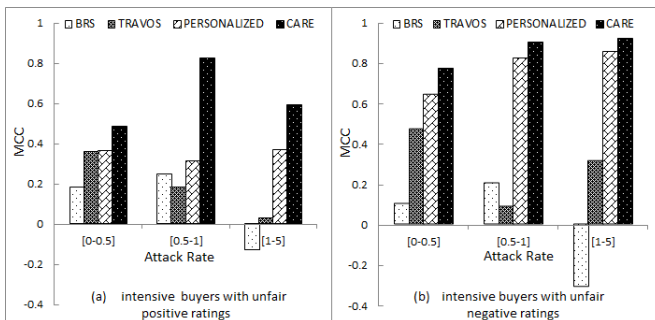 BRS TRAVOS PERSONALIZED CARE
1
0.8
0.6
0.4
0.2
0
-0.2
-0.4
MCC
[0-0.5] [0.5-1] [1-5]
Attack Rate
(a) intensive buyers with unfair
positive ratings
BRS TRAVOS PERSONALIZED CARE
1
0.8
0.6
0.4
0.2
0
-0.2
-0.4
MCC
[0-0.5] [0.5-1] [1-5]
Attack Rate
(b) intensive buyers with unfair
negative ratings